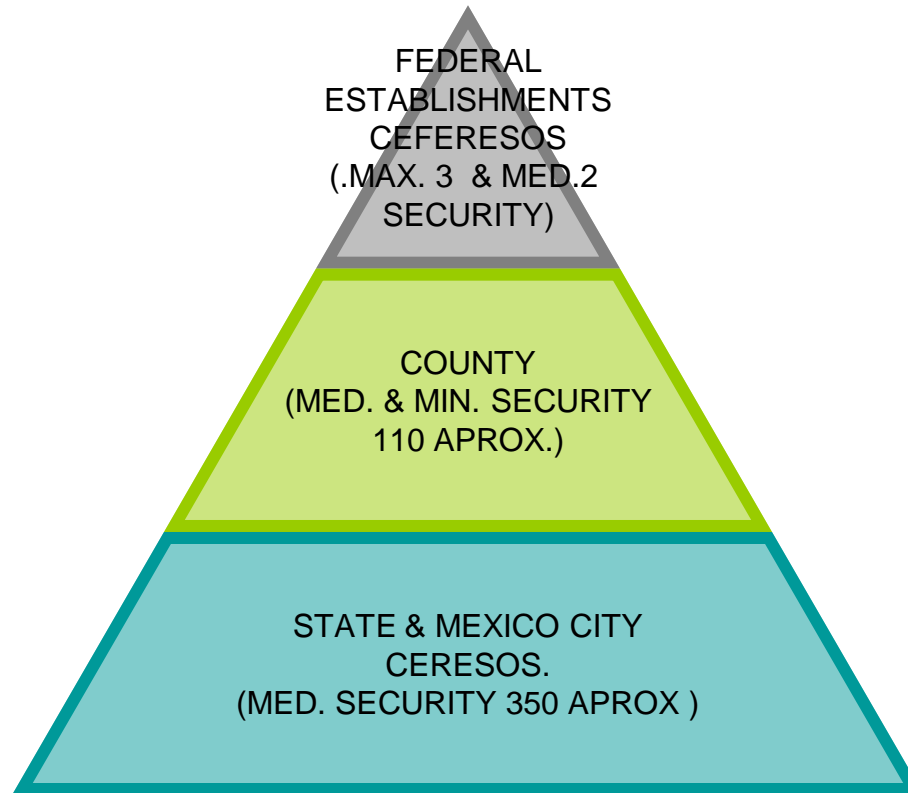 FEDERAL
ESTABLISHMENTS
CEFERESOS
(.MAX. 3 & MED.2
SECURITY)
COUNTY
(MED. & MIN. SECURITY
110 APROX.)
STATE & MEXICO CITY
CERESOS.
(MED. SECURITY 350 APROX )